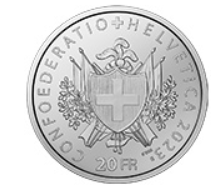 CONFOEDERATIO+HELVETICA 2023.
20 FR